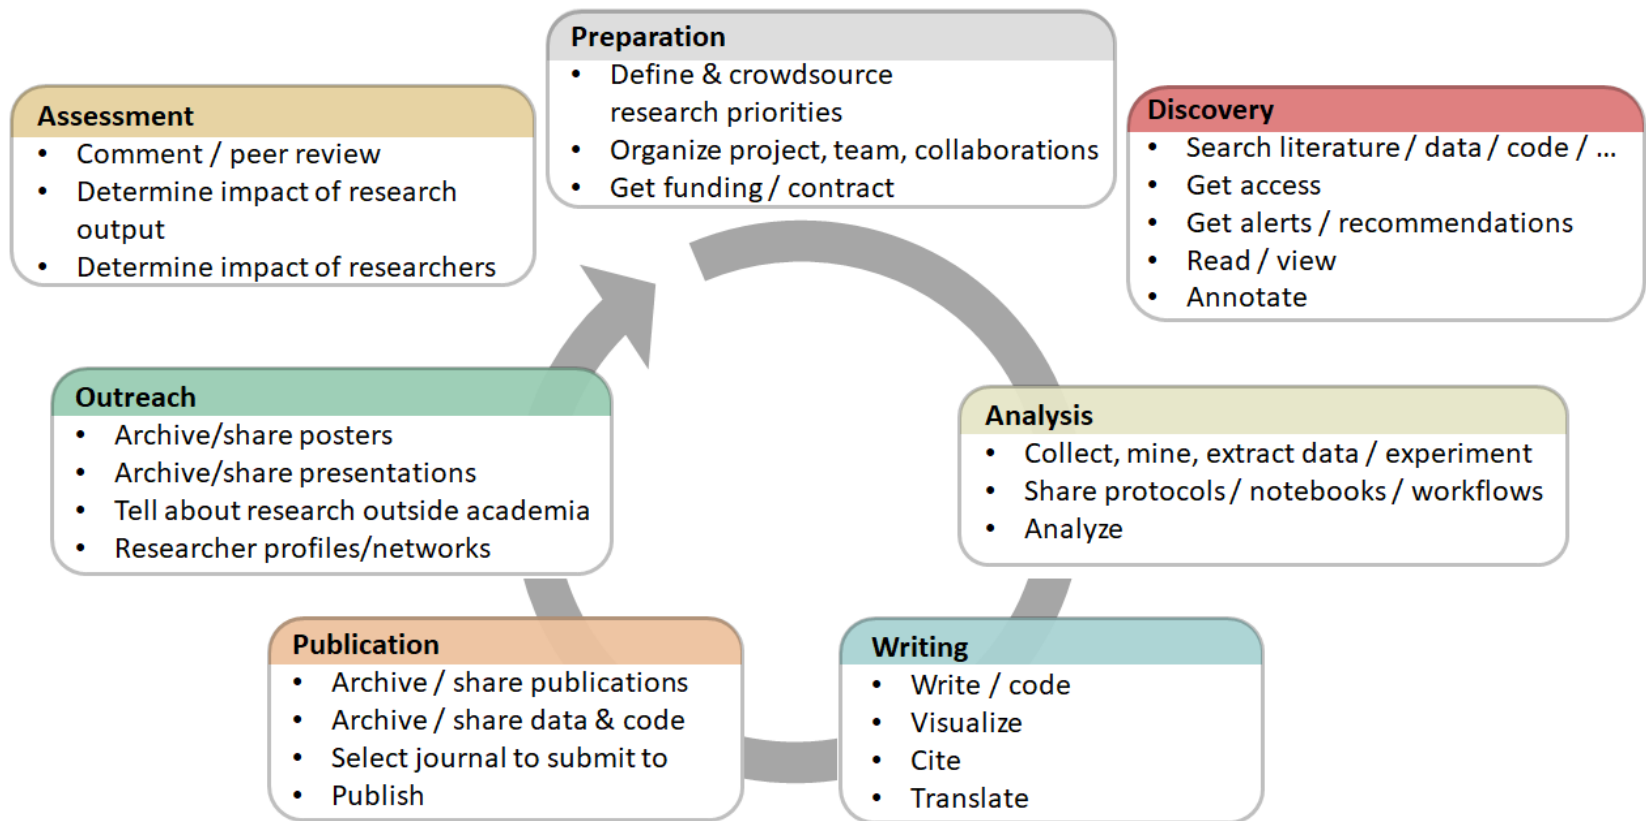 Preparation
• Define & crowdsource
research priorities
• Organize project, team, collaborations
• Get funding / contract
Discovery
• Search literature / data / code / ...
• Get access
• Get alerts / recommendations
• Read / view
• Annotate
Analysis
• Collect, mine, extract data / experiment
• Share protocols / notebooks / workflows
• Analyze
Writing
• Write / code
• Visualize
• Cite
• Translate
Publication
• Archive / share publications
• Archive / share data & code
• Select journal to submit to
• Publish
Outreach
• Archive/share posters
• Archive/share presentations
• Tell about research outside academia
• Researcher profiles/networks
Assessment
• Comment / peer review
• Determine impact of research
output
• Determine impact of researchers